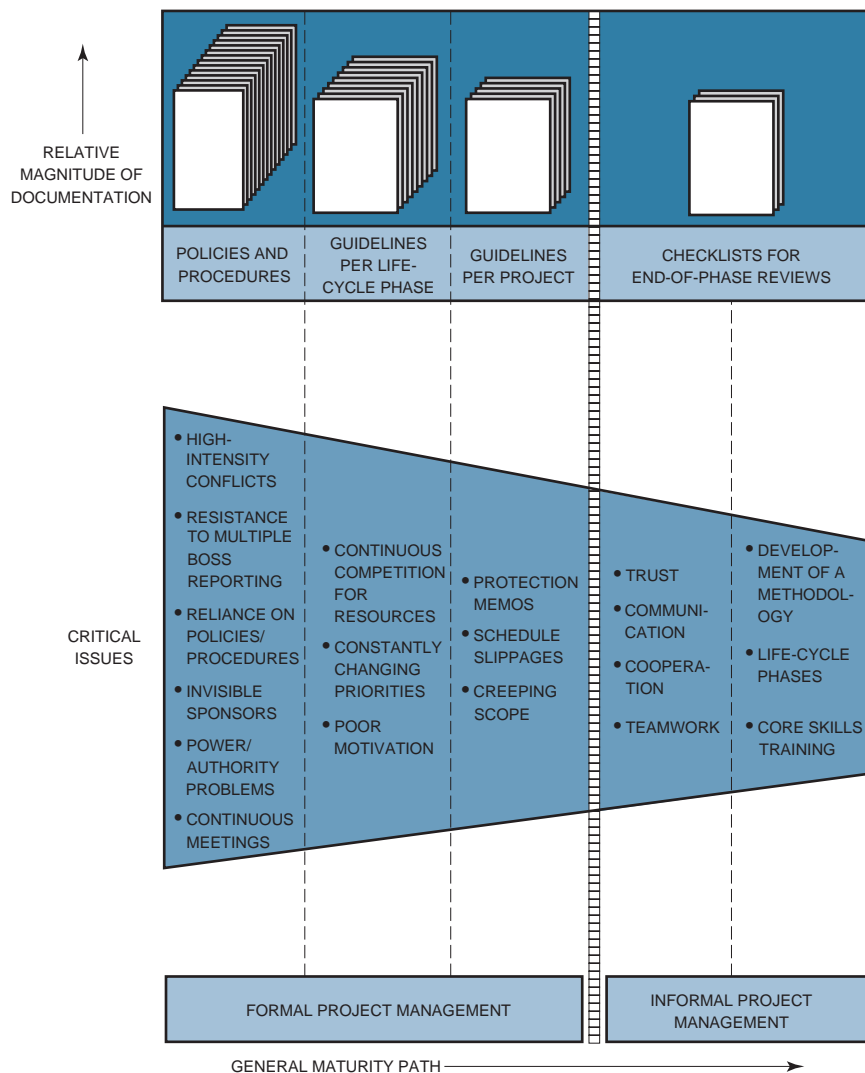 RELATIVE
MAGNITUDE OF
DOCUMENTATION
POLICIES AND
PROCEDURES
GUIDELINES
PER LIFE-
CYCLE PHASE
GUIDELINES
PER PROJECT
CHECKLISTS FOR
END-OF-PHASE REVIEWS
CRITICAL
ISSUES
• HIGH-
INTENSITY
CONFLICTS
• RESISTANCE
TO MULTIPLE
BOSS
REPORTING
• RELIANCE ON
POLICIES/
PROCEDURES
• INVISIBLE
SPONSORS
• POWER/
AUTHORITY
PROBLEMS
• CONTINUOUS
MEETINGS
• CONTINUOUS
COMPETITION
FOR
RESOURCES
• CONSTANTLY
CHANGING
PRIORITIES
• POOR
MOTIVATION
• PROTECTION
MEMOS
• SCHEDULE
SLIPPAGES
• CREEPING
SCOPE
• TRUST
• COMMUNI-
CATION
• COOPERA-
TION
• TEAMWORK
• DEVELOP-
MENT OF A
METHODOL-
OGY
• LIFE-CYCLE
PHASES
• CORE SKILLS
TRAINING
FORMAL PROJECT MANAGEMENT
INFORMAL PROJECT
MANAGEMENT
GENERAL MATURITY PATH